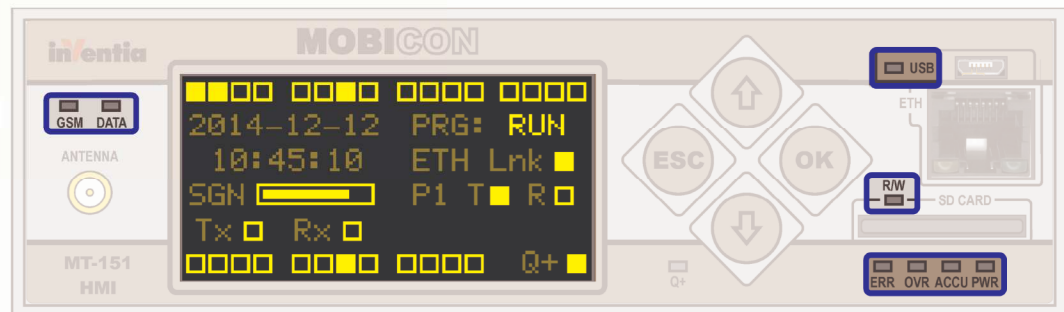 inVentia
MOBICON
USB
GSM DATA
2014-12-12 PRG: RUN
ETH
ANTENNA
10:45:10 ETH Lnk
ESC
OK
SGN P1 T R
R/W
SD CARD
Tx Rx
MT-151
HMI
Q+
Q+
ERR OVR ACCU PWR